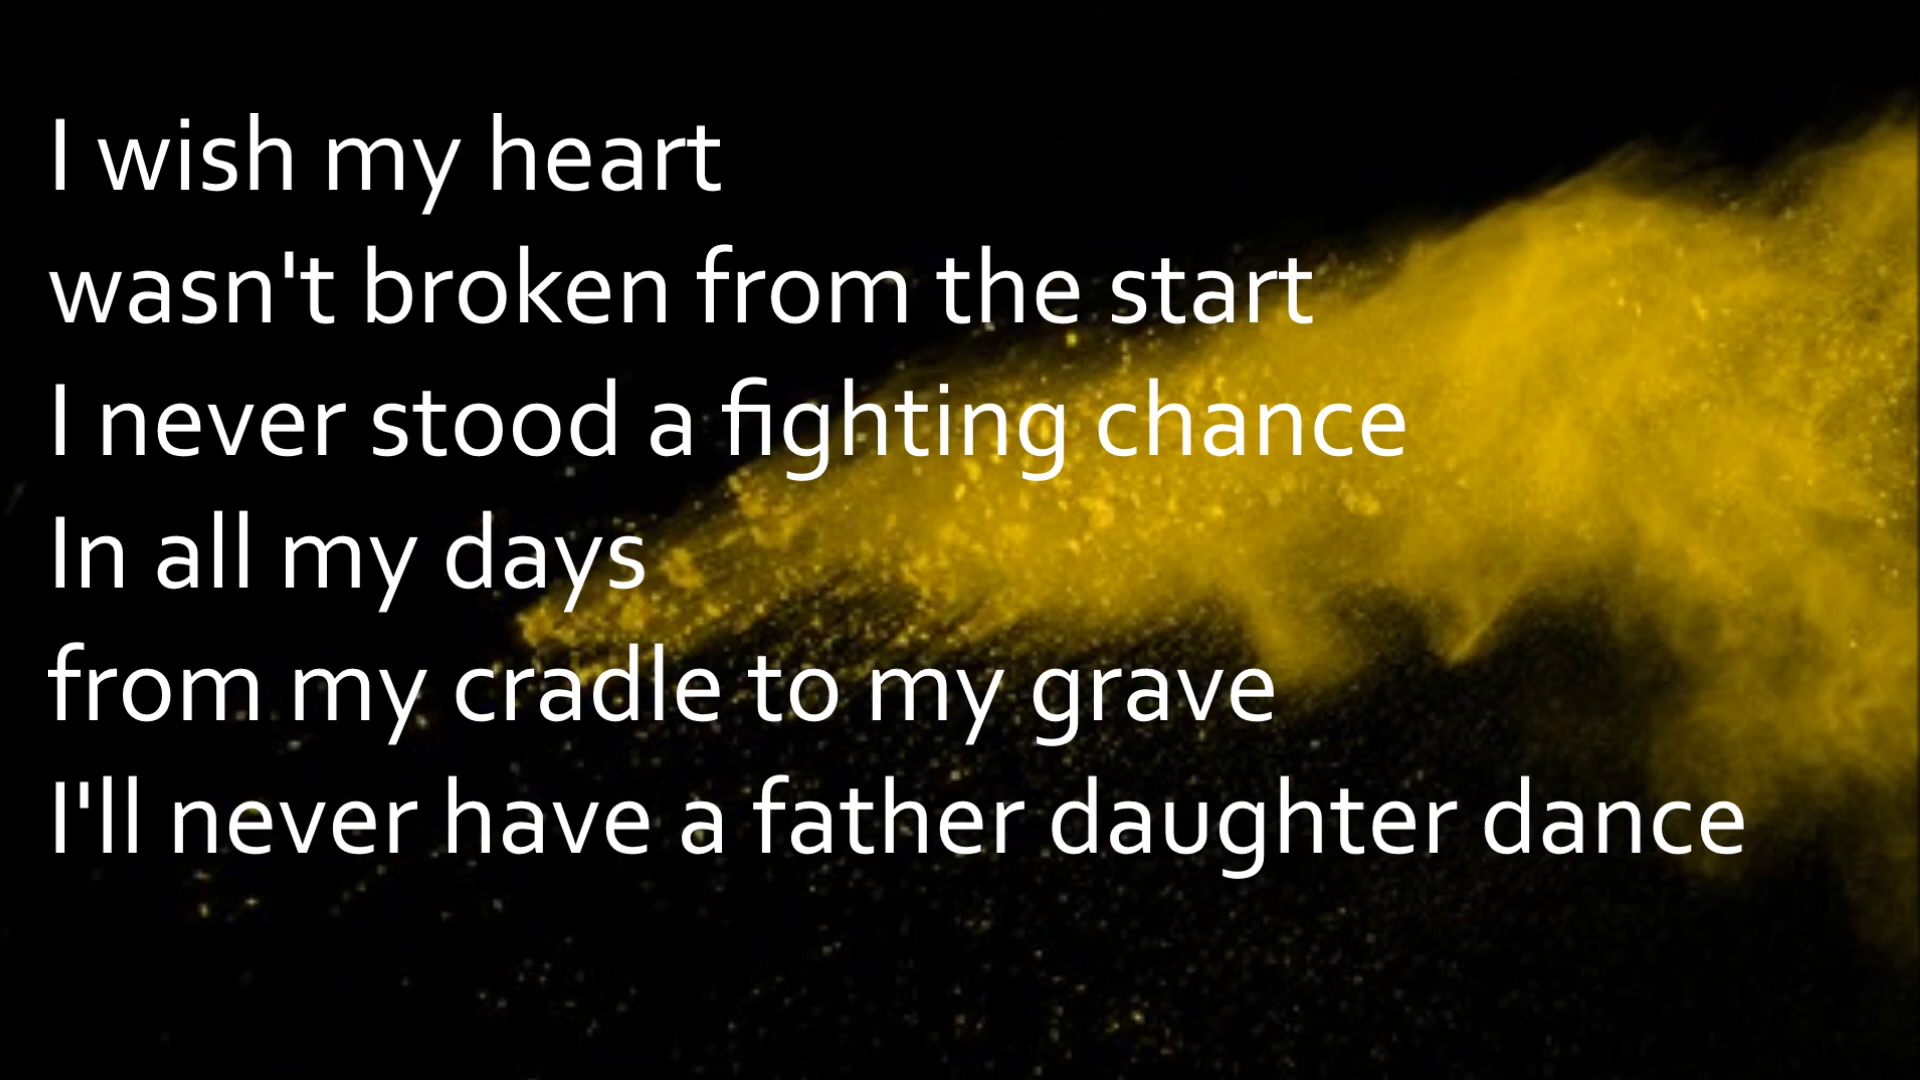 I wish my heart
wasn't broken from the start
I never stood a fighting chance
In all my days
from my cradle to my grave
I'll never have a father daughter dance